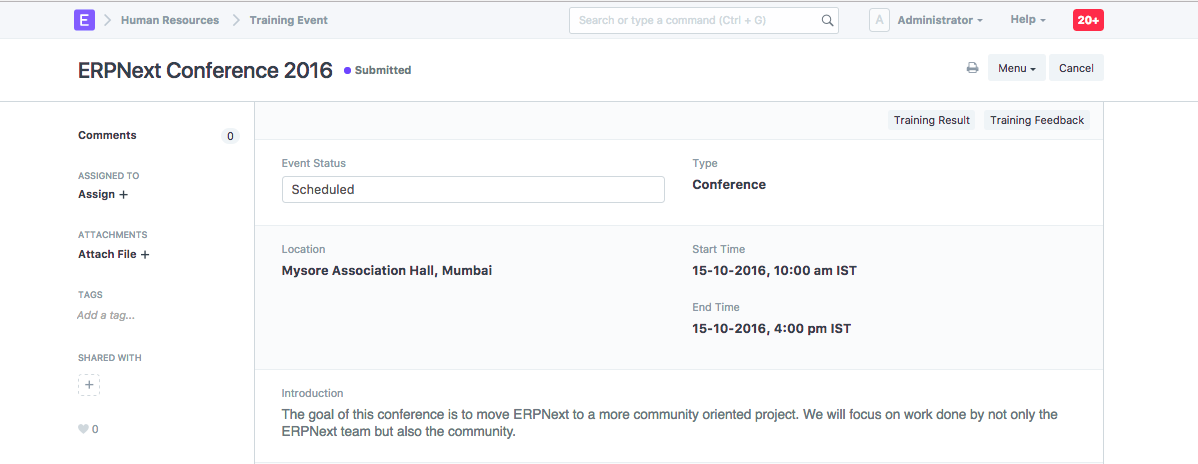 E Human Resources Training Event Search or type a command (Ctrl + G) A Administrator Help 20+
ERPNext Conference 2016 Submitted Menu Cancel
Training Result Training Feedback
Comments 0
ASSIGNED TO
Assign +
ATTACHMENTS
Attach File +
TAGS
Add a tag...
SHARED WITH
+
0
Event Status
Scheduled
Type
Conference
Location
Mysore Association Hall, Mumbai
Start Time
15-10-2016, 10:00 am IST
End Time
15-10-2016, 4:00 pm IST
Introduction
The goal of this conference is to move ERPNext to a more community oriented project. We will focus on work done by not only the
ERPNext team but also the community.